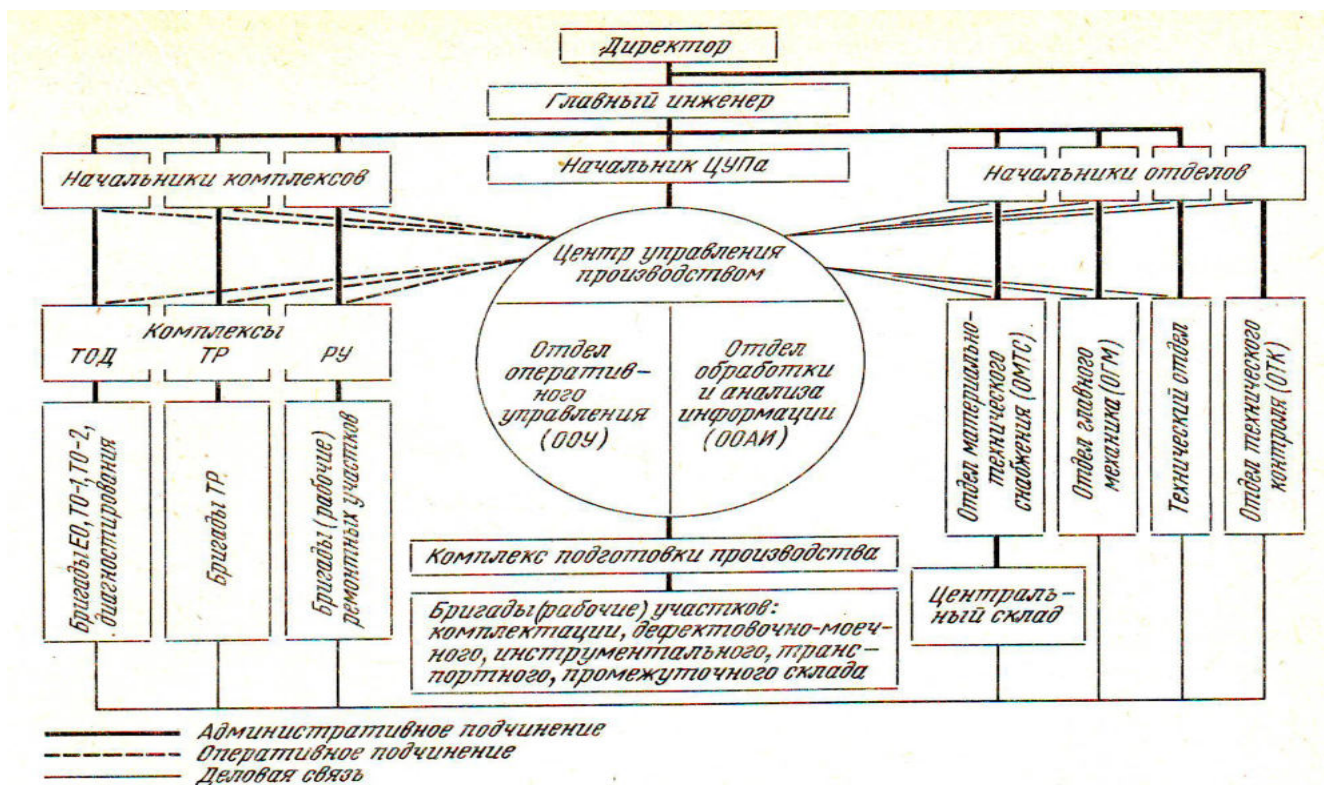 Директор
Главный инженер
Начальники комплексов
Начальник ЦУПа
Начальники отделов
Центр управления
производством
Отдел
оператив-
ного
управления
(ООУ)
Отдел
обработки
и анализа
информации
(ООАИ)
Комплексы
ТОД ТР РУ
Бригады ЕО, ТО-1, ТО-2,
диагностирования
Бригады ТР
Бригады (рабочие)
ремонтных участков
Отдел материально-
технического
снабжения (ОМТС)
Отдел главного
механика (ОГМ)
Технический отдел
Отдел технического
контроля (ОТК)
Комплекс подготовки производства
Бригады (рабочие) участков:
комплектации, дефектовочно-моеч-
ного, инструментального, транс-
портного, промежуточного склада
Централь-
ный склад
Административное подчинение
Оперативное подчинение
Деловая связь